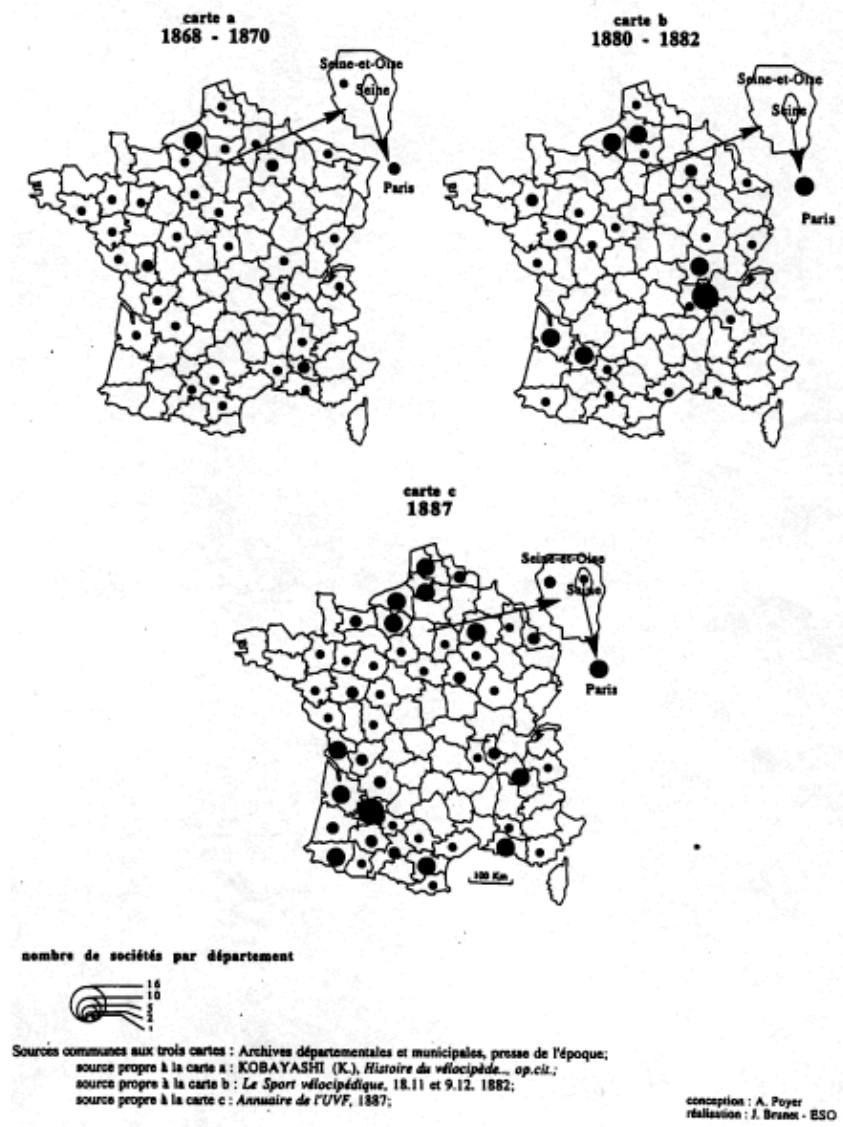 carte a
1868 - 1870
Seine-et-Oise
Seine
Paris
carte b
1880 - 1882
Seine-et-Oise
Seine
Paris
carte c
1887
Seine-et-Oise
Seine
Paris
100 Km
nombre de sociétés par département
16
10
5
2
1
Sources communes aux trois cartes : Archives départementales et municipales, presse de l'époque;
source propre à la carte a : KOBAYASHI (K.), Histoire du vélocipède.., op.cit.;
source propre à la carte b : Le Sport vélocipédique, 18.11 et 9.12. 1882;
source propre à la carte c : Annuaire de l'UVF, 1887;
conception : A. Poyer
réalisation : J. Brunet - ESO